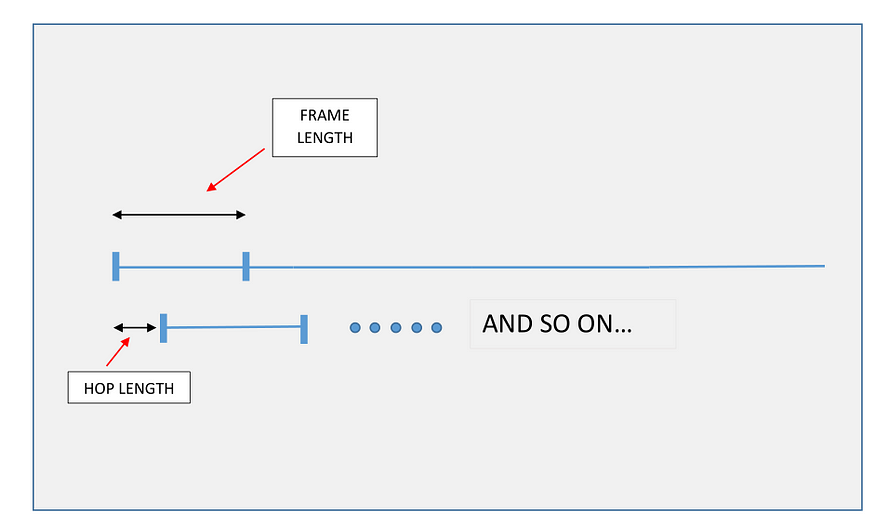 FRAME
LENGTH
AND SO ON...
HOP LENGTH